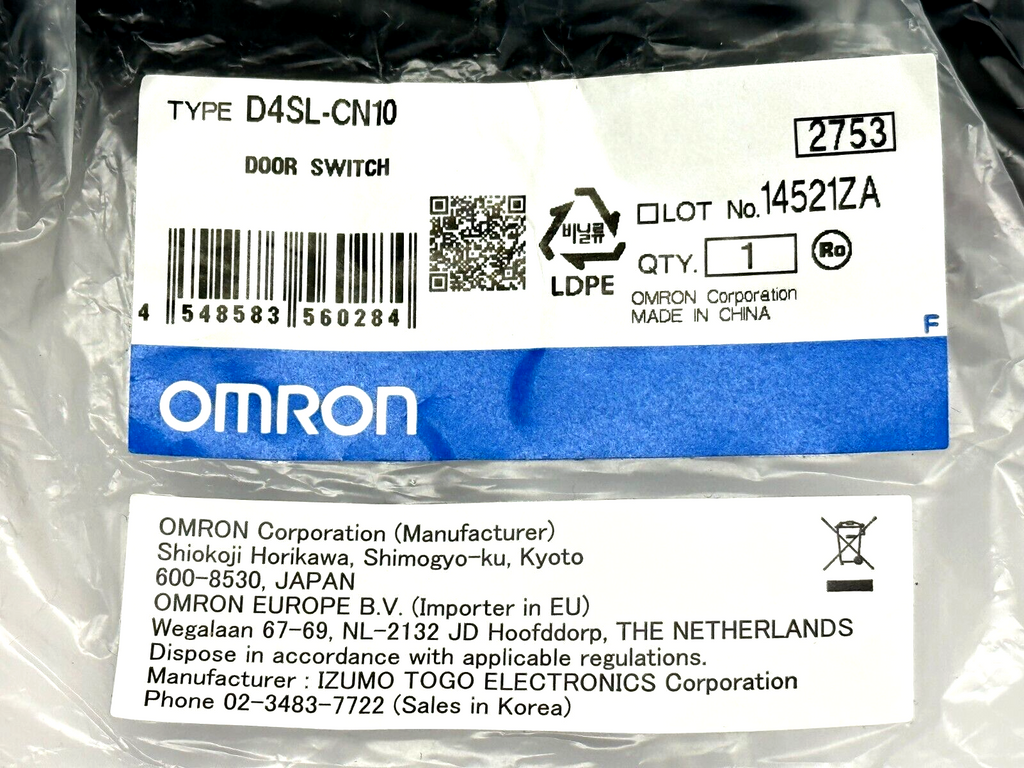 TYPE D4SL-CN10
DOOR SWITCH
2753
LOT No.14521ZA
QTY. 1
Ro
비닐류
LDPE
OMRON Corporation
MADE IN CHINA
4 548583 560284
F
OMRON
OMRON Corporation (Manufacturer)
Shiokoji Horikawa, Shimogyo-ku, Kyoto
600-8530, JAPAN
OMRON EUROPE B.V. (Importer in EU)
Wegalaan 67-69, NL-2132 JD Hoofddorp, THE NETHERLANDS
Dispose in accordance with applicable regulations.
Manufacturer : IZUMO TOGO ELECTRONICS Corporation
Phone 02-3483-7722 (Sales in Korea)